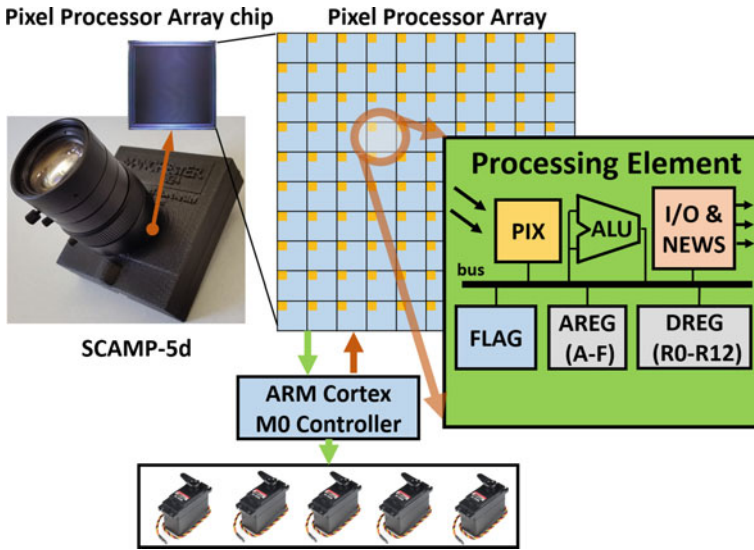 Pixel Processor Array chip
Pixel Processor Array
MANCHESTER
Processing Element
PIX
ALU
I/O &
NEWS
bus
FLAG
AREG
(A-F)
DREG
(R0-R12)
SCAMP-5d
ARM Cortex
M0 Controller